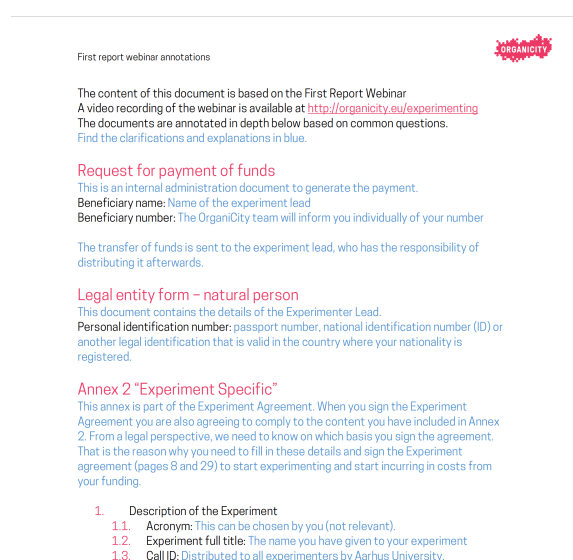 ORGANICITY
First report webinar annotations
The content of this document is based on the First Report Webinar
A video recording of the webinar is available at http://organicity.eu/experimenting
The documents are annotated in depth below based on common questions.
Find the clarifications and explanations in blue.
Request for payment of funds
This is an internal administration document to generate the payment.
Beneficiary name: Name of the experiment lead
Beneficiary number: The OrganiCity team will inform you individually of your number
The transfer of funds is sent to the experiment lead, who has the responsibility of
distributing it afterwards.
Legal entity form – natural person
This document contains the details of the Experimenter Lead.
Personal identification number: passport number, national identification number (ID) or
another legal identification that is valid in the country where your nationality is
registered.
Annex 2 “Experiment Specific”
This annex is part of the Experiment Agreement. When you sign the Experiment
Agreement you are also agreeing to comply to the content you have included in Annex
2. From a legal perspective, we need to know on which basis you sign the agreement.
That is the reason why you need to fill in these details and sign the Experiment
agreement (pages 8 and 29) to start experimenting and start incurring in costs from
your funding.
1. Description of the Experiment
1.1. Acronym: This can be chosen by you (not relevant).
1.2. Experiment full title: The name you have given to your experiment
1.3. Call ID: Distributed to all experimenters by Aarhus University.